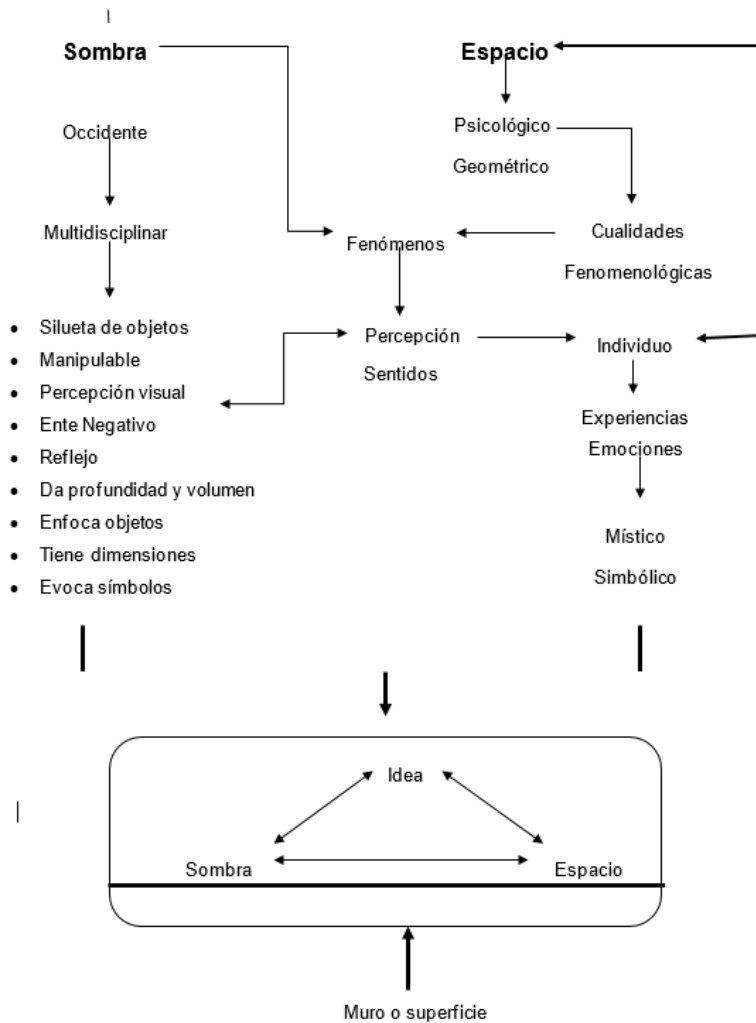 Sombra
Espacio
Occidente
Psicológico
Geométrico
Multidisciplinar
Fenómenos
Cualidades
Fenomenológicas
• Silueta de objetos
• Manipulable
• Percepción visual
• Ente Negativo
• Reflejo
• Da profundidad y volumen
• Enfoca objetos
• Tiene dimensiones
• Evoca símbolos
Percepción
Sentidos
Individuo
Experiencias
Emociones
Místico
Simbólico
Idea
Sombra
Espacio
Muro o superficie